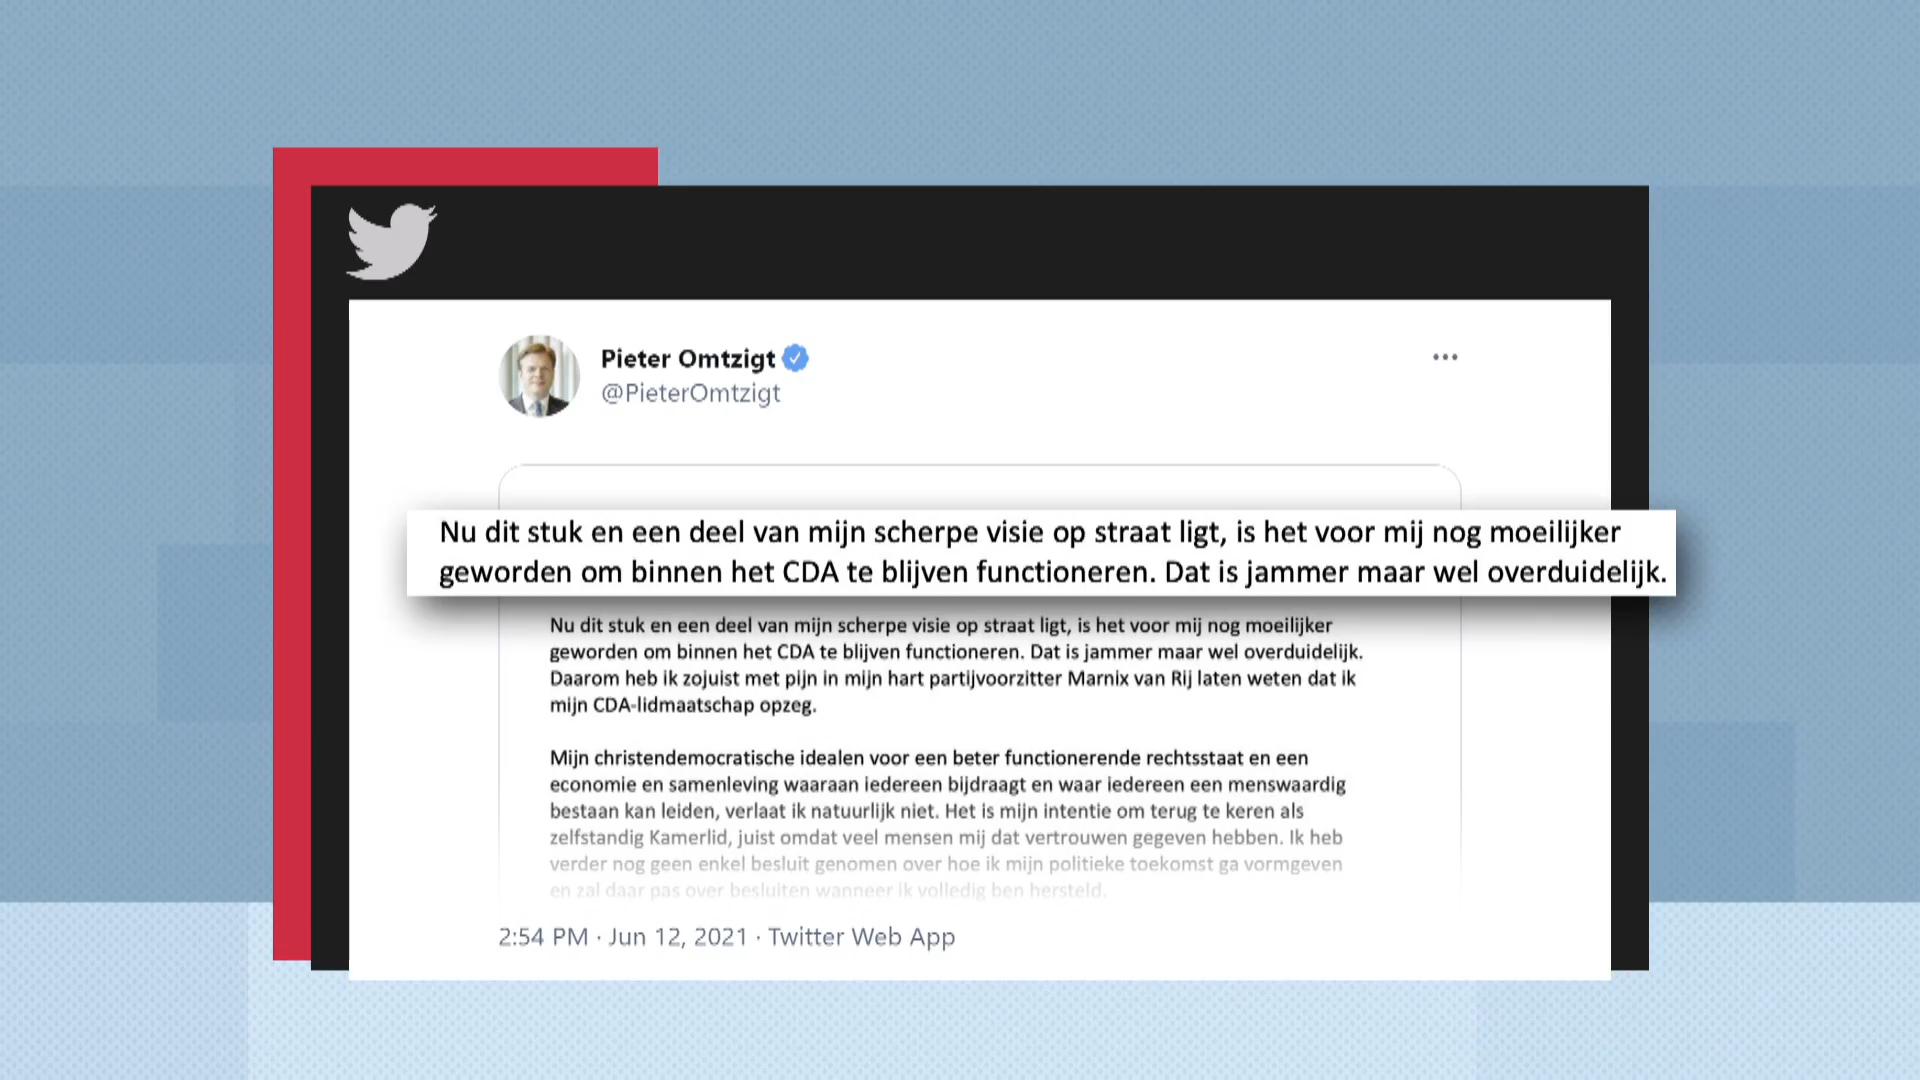 Pieter Omtzigt
@PieterOmtzigt
Nu dit stuk en een deel van mijn scherpe visie op straat ligt, is het voor mij nog moeilijker
geworden om binnen het CDA te blijven functioneren. Dat is jammer maar wel overduidelijk.
Nu dit stuk en een deel van mijn scherpe visie op straat ligt, is het voor mij nog moeilijker
geworden om binnen het CDA te blijven functioneren. Dat is jammer maar wel overduidelijk.
Daarom heb ik zojuist met pijn in mijn hart partijvoorzitter Marnix van Rij laten weten dat ik
mijn CDA-lidmaatschap opzeg.
Mijn christendemocratische idealen voor een beter functionerende rechtsstaat en een
economie en samenleving waaraan iedereen bijdraagt en waar iedereen een menswaardig
bestaan kan leiden, verlaat ik natuurlijk niet. Het is mijn intentie om terug te keren als
zelfstandig Kamerlid, juist omdat veel mensen mij dat vertrouwen gegeven hebben. Ik heb
verder nog geen enkel besluit genomen over hoe ik mijn politieke toekomst ga vormgeven
en zal daar pas over besluiten wanneer ik volledig ben hersteld.
2:54 PM · Jun 12, 2021 · Twitter Web App